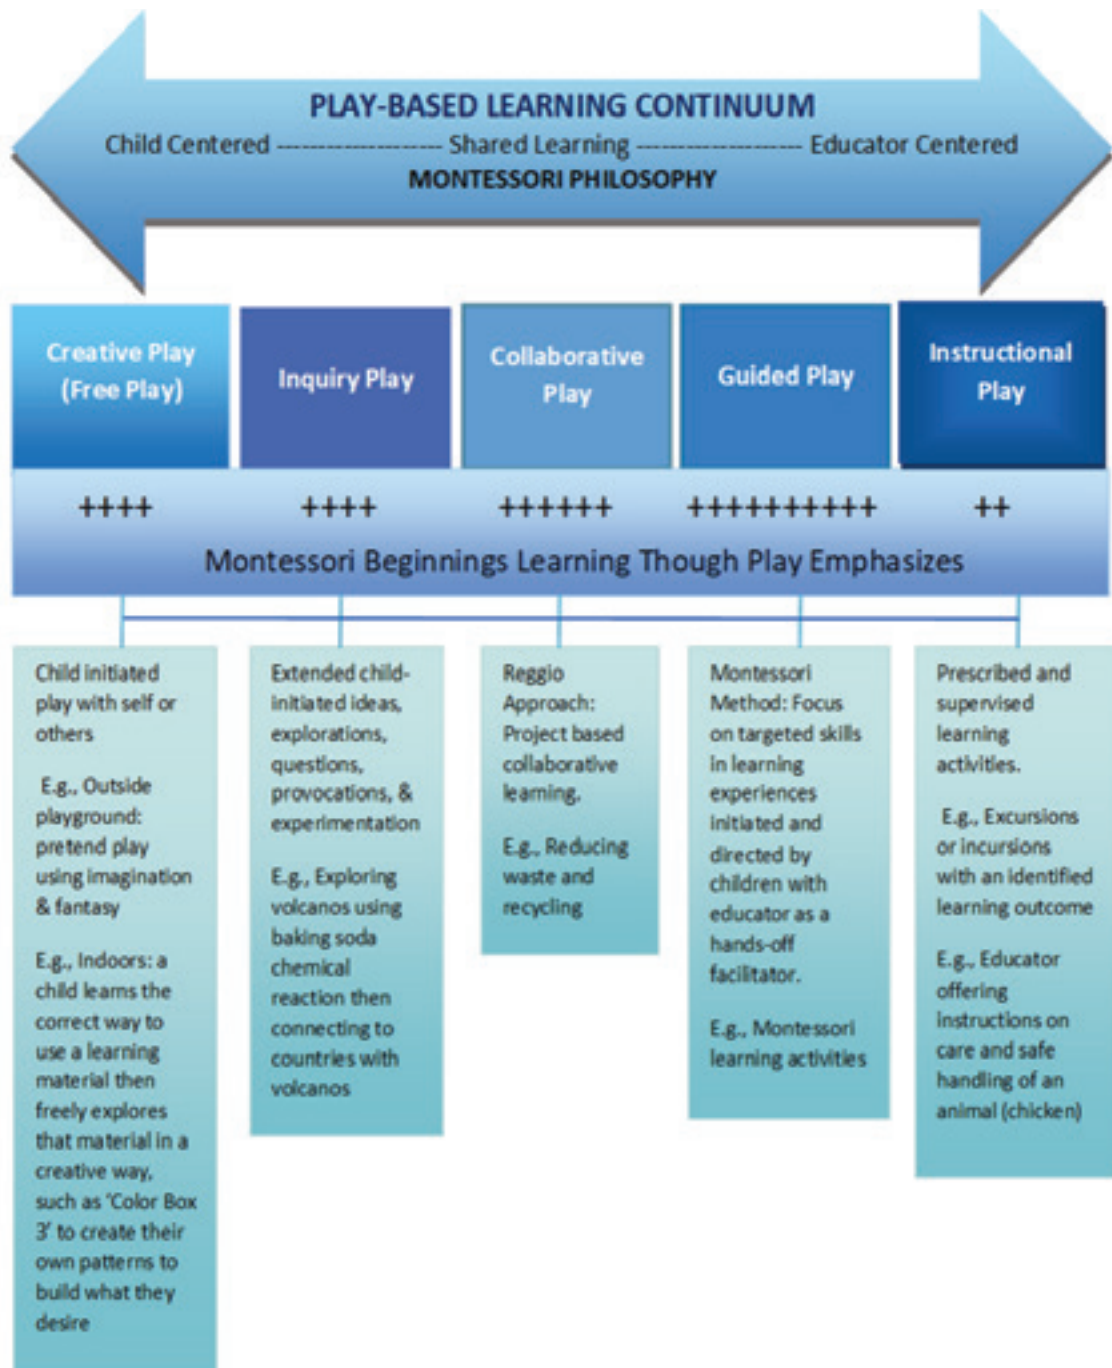 PLAY-BASED LEARNING CONTINUUM
Child Centered -------------------- Shared Learning -------------------- Educator Centered
MONTESSORI PHILOSOPHY
Creative Play
(Free Play)
Inquiry Play
Collaborative
Play
Guided Play
Instructional
Play
++++
++++
++++++
++++++++++
++
Montessori Beginnings Learning Though Play Emphasizes
Child initiated
play with self or
others
E.g., Outside
playground:
pretend play
using imagination
& fantasy
E.g., Indoors: a
child learns the
correct way to
use a learning
material then
freely explores
that material in a
creative way,
such as 'Color Box
3' to create their
own patterns to
build what they
desire
Extended child-
initiated ideas,
explorations,
questions,
provocations, &
experimentation
E.g., Exploring
volcanos using
baking soda
chemical
reaction then
connecting to
countries with
volcanos
Reggio
Approach:
Project based
collaborative
learning.
E.g., Reducing
waste and
recycling
Montessori
Method: Focus
on targeted skills
in learning
experiences
initiated and
directed by
children with
educator as a
hands-off
facilitator.
E.g., Montessori
learning activities
Prescribed and
supervised
learning
activities.
E.g., Excursions
or incursions
with an identified
learning outcome
E.g., Educator
offering
instructions on
care and safe
handling of an
animal (chicken)